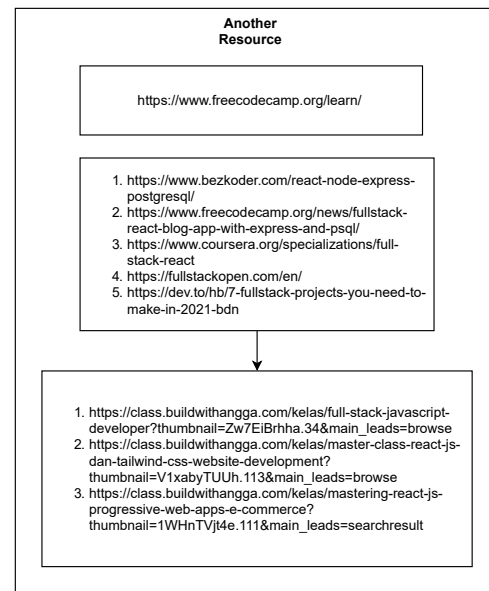 Another
Resource
https://www.freecodecamp.org/learn/
1. https://www.bezkoder.com/react-node-express-
postgresql/
2. https://www.freecodecamp.org/news/fullstack-
react-blog-app-with-express-and-psql/
3. https://www.coursera.org/specializations/full-
stack-react
4. https://fullstackopen.com/en/
5. https://dev.to/hb/7-fullstack-projects-you-need-to-
make-in-2021-bdn
1. https://class.buildwithangga.com/kelas/full-stack-javascript-
developer?thumbnail=Zw7EiBrhha.34&main_leads=browse
2. https://class.buildwithangga.com/kelas/master-class-react-js-
dan-tailwind-css-website-development?
thumbnail=V1xabyTUUh.113&main_leads=browse
3. https://class.buildwithangga.com/kelas/mastering-react-js-
progressive-web-apps-e-commerce?
thumbnail=1WHnTVjt4e.111&main_leads=searchresult